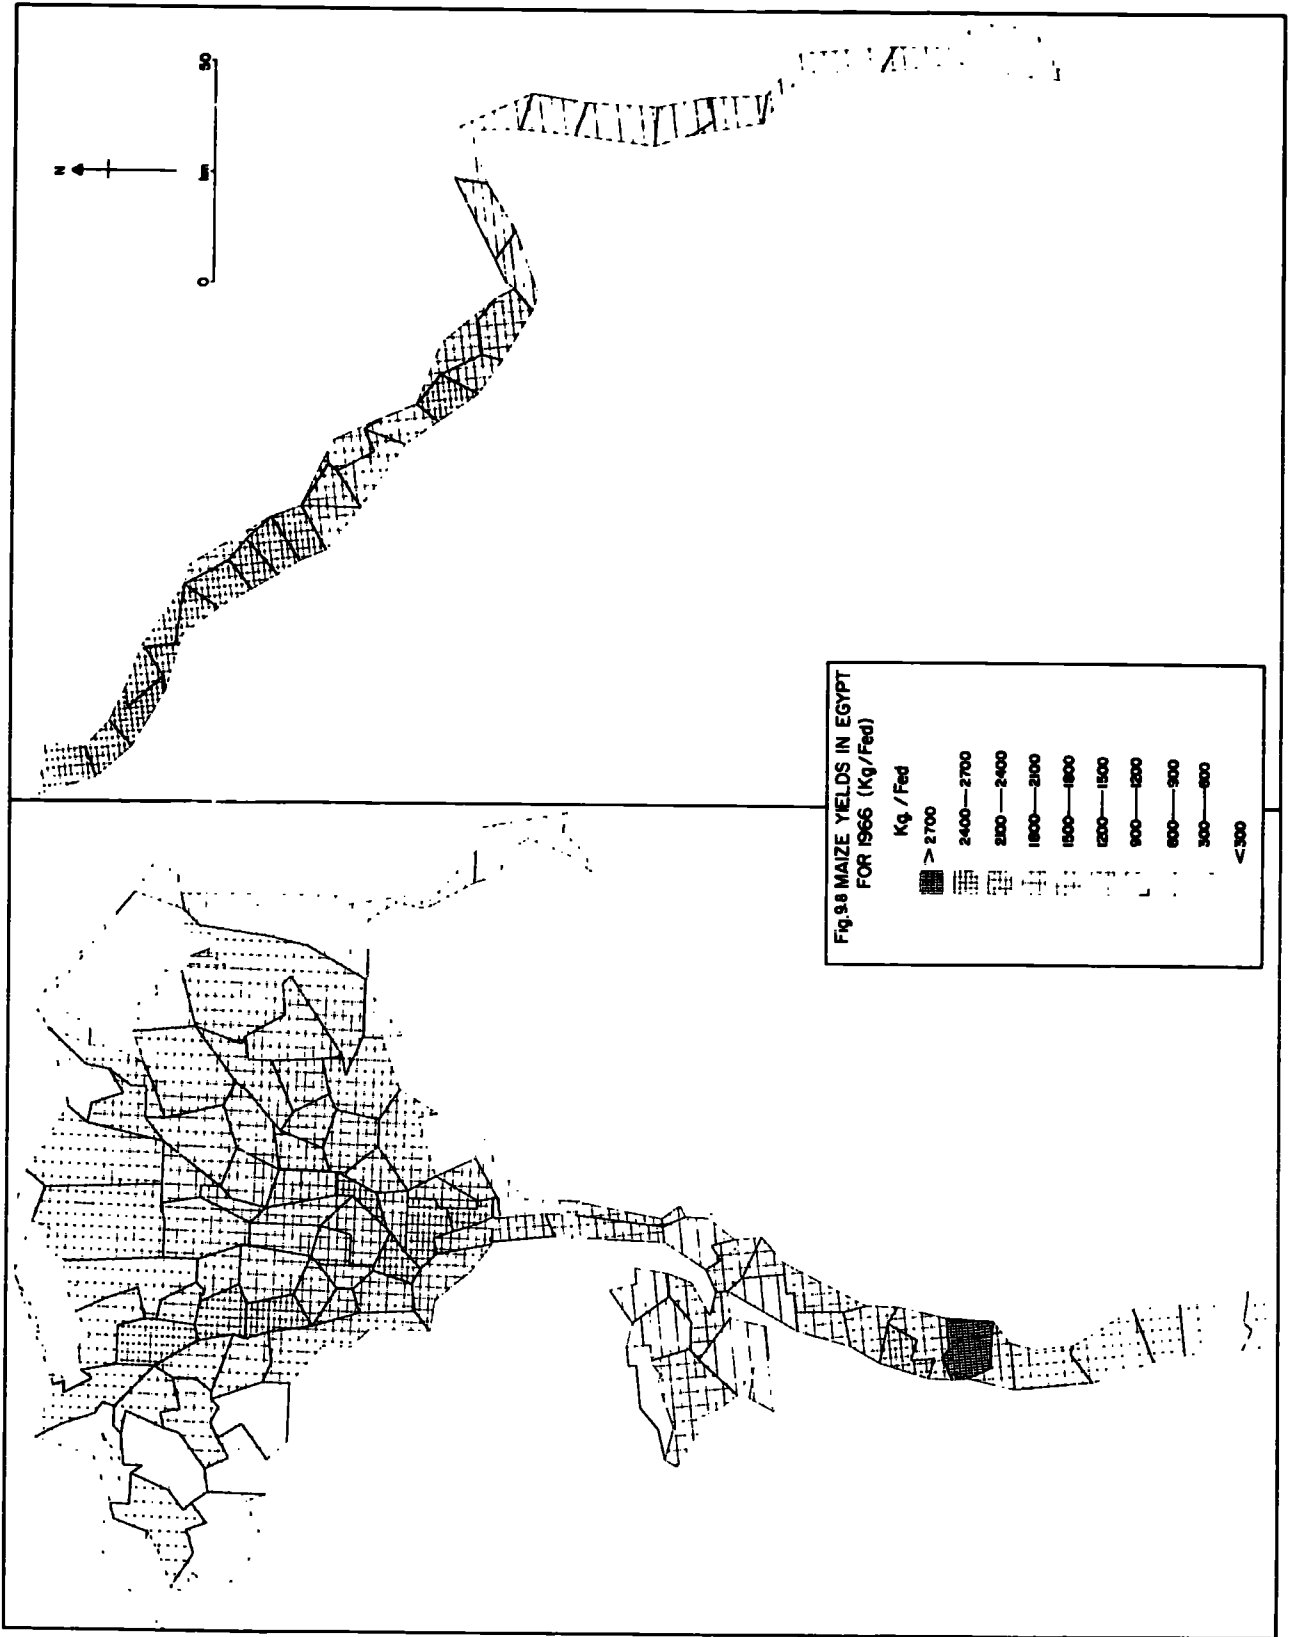 N
0 km 50
Fig.9.8 MAIZE YIELDS IN EGYPT
FOR 1966 (Kg/Fed)
Kg./Fed
>2700
2400—2700
2100—2400
1800—2100
1500—1800
1200—1500
900—1200
600—900
300—600
<300